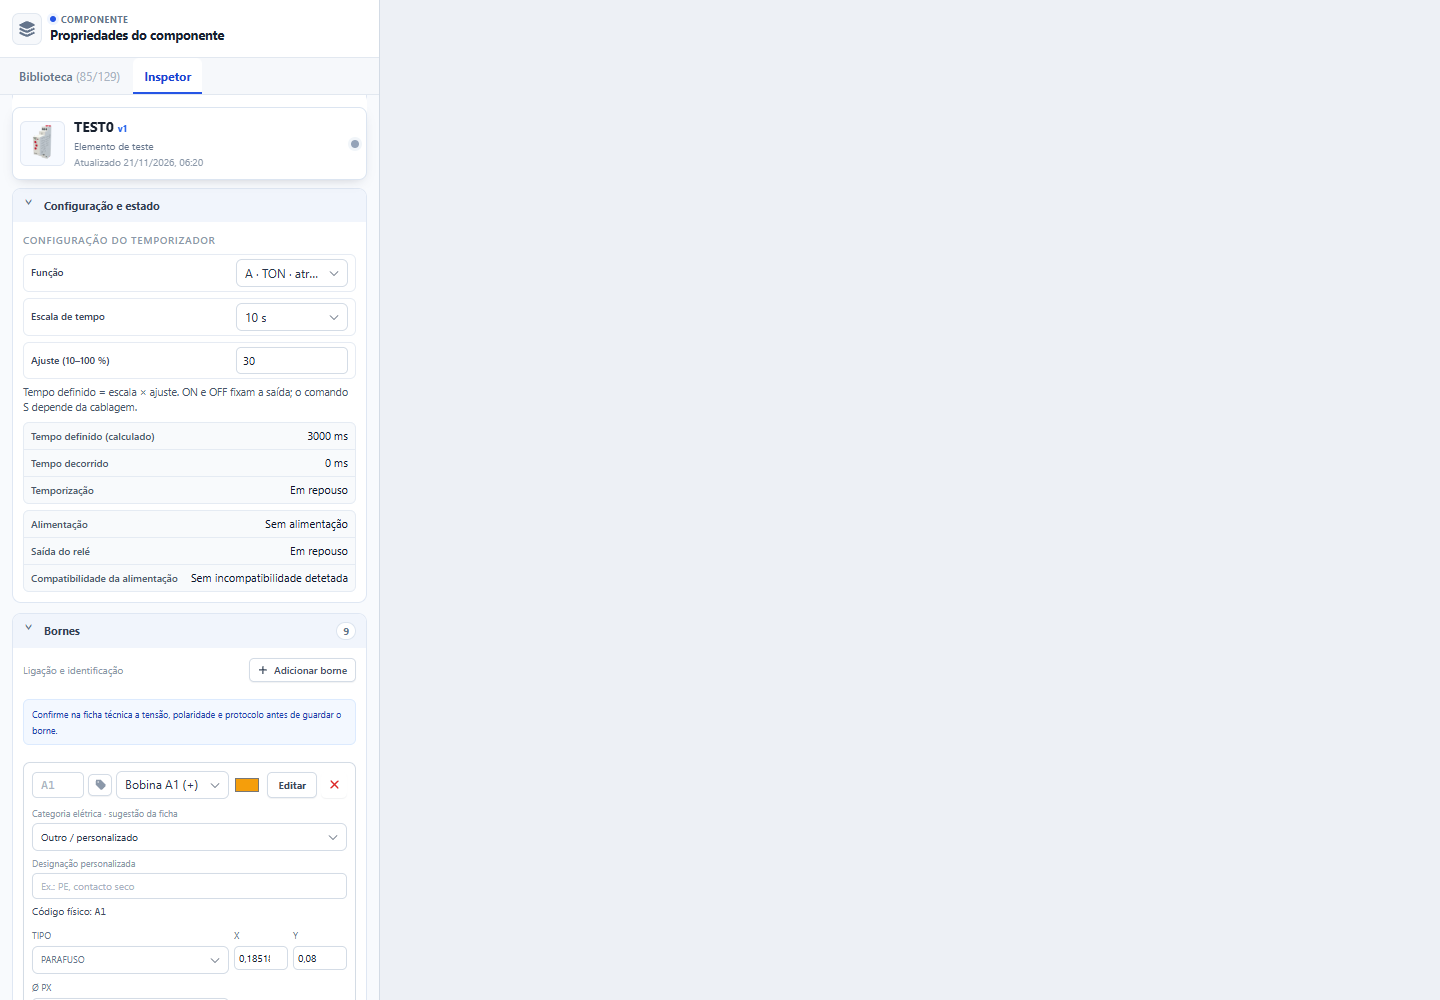 COMPONENTE
Propriedades do componente
Biblioteca (85/129)
Inspetor
TEST0 v1
Elemento de teste
Atualizado 21/11/2026, 06:20
Configuração e estado
CONFIGURAÇÃO DO TEMPORIZADOR
Função
A · TON · atr...
Escala de tempo
10 s
Ajuste (10–100 %)
30
Tempo definido = escala × ajuste. ON e OFF fixam a saída; o comando
S depende da cablagem.
Tempo definido (calculado) 3000 ms
Tempo decorrido 0 ms
Temporização Em repouso
Alimentação Sem alimentação
Saída do relé Em repouso
Compatibilidade da alimentação Sem incompatibilidade detetada
Bornes 9
Ligação e identificação
+ Adicionar borne
Confirme na ficha técnica a tensão, polaridade e protocolo antes de guardar o
borne.
A1
Bobina A1 (+)
Editar
Categoria elétrica · sugestão da ficha
Outro / personalizado
Designação personalizada
Ex.: PE, contacto seco
Código físico: A1
TIPO X Y
PARAFUSO 0,1851 0,08
Ø PX